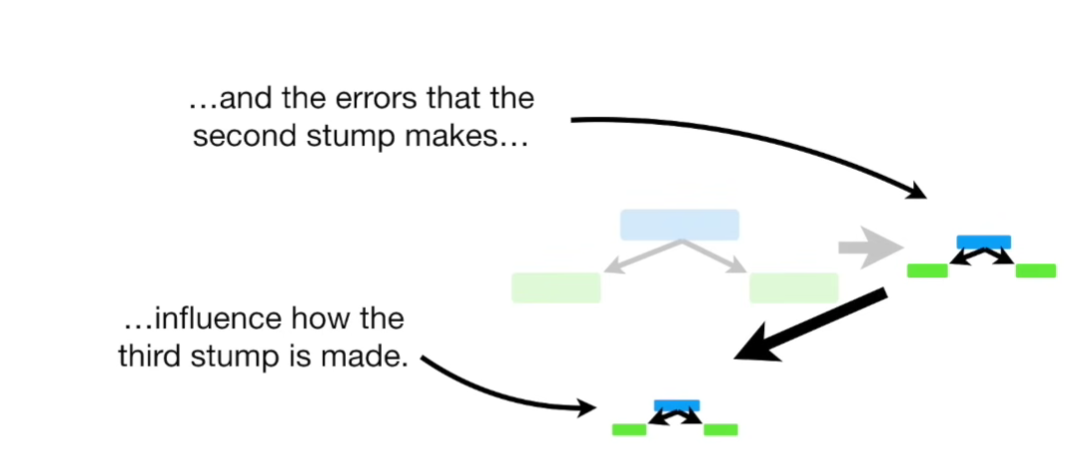 …and the errors that the
second stump makes…
…influence how the
third stump is made.